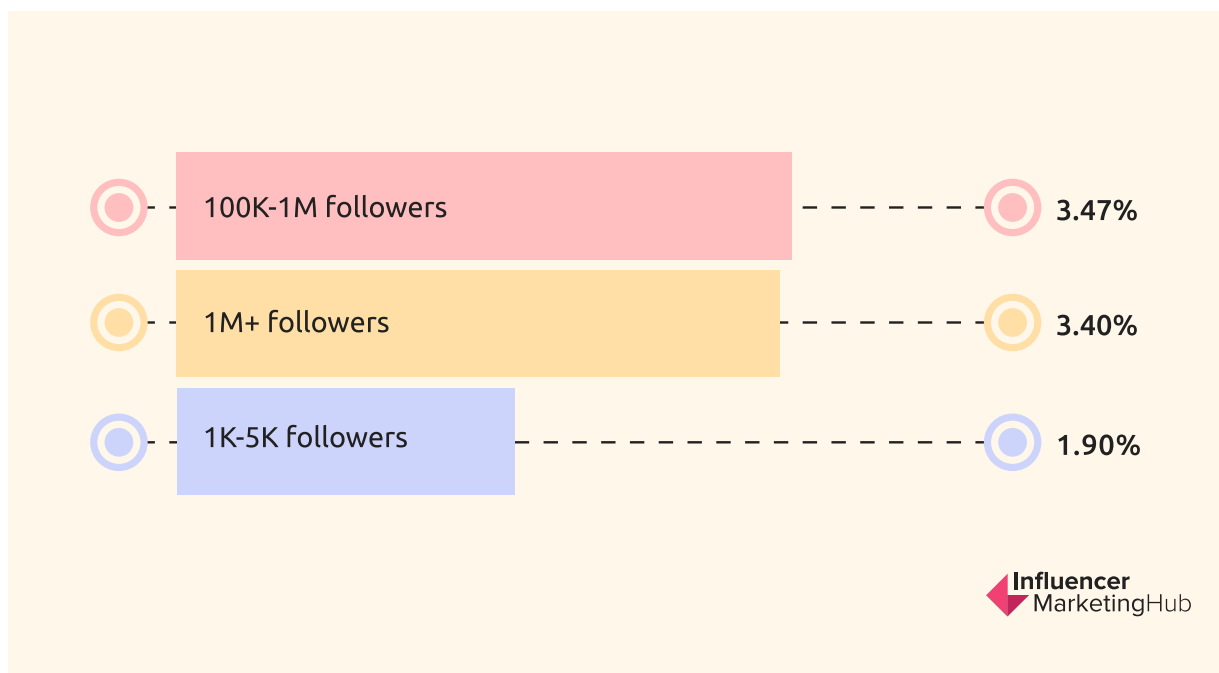 100K-1M followers
3.47%
1M+ followers
3.40%
1K-5K followers
1.90%
Influencer
MarketingHub